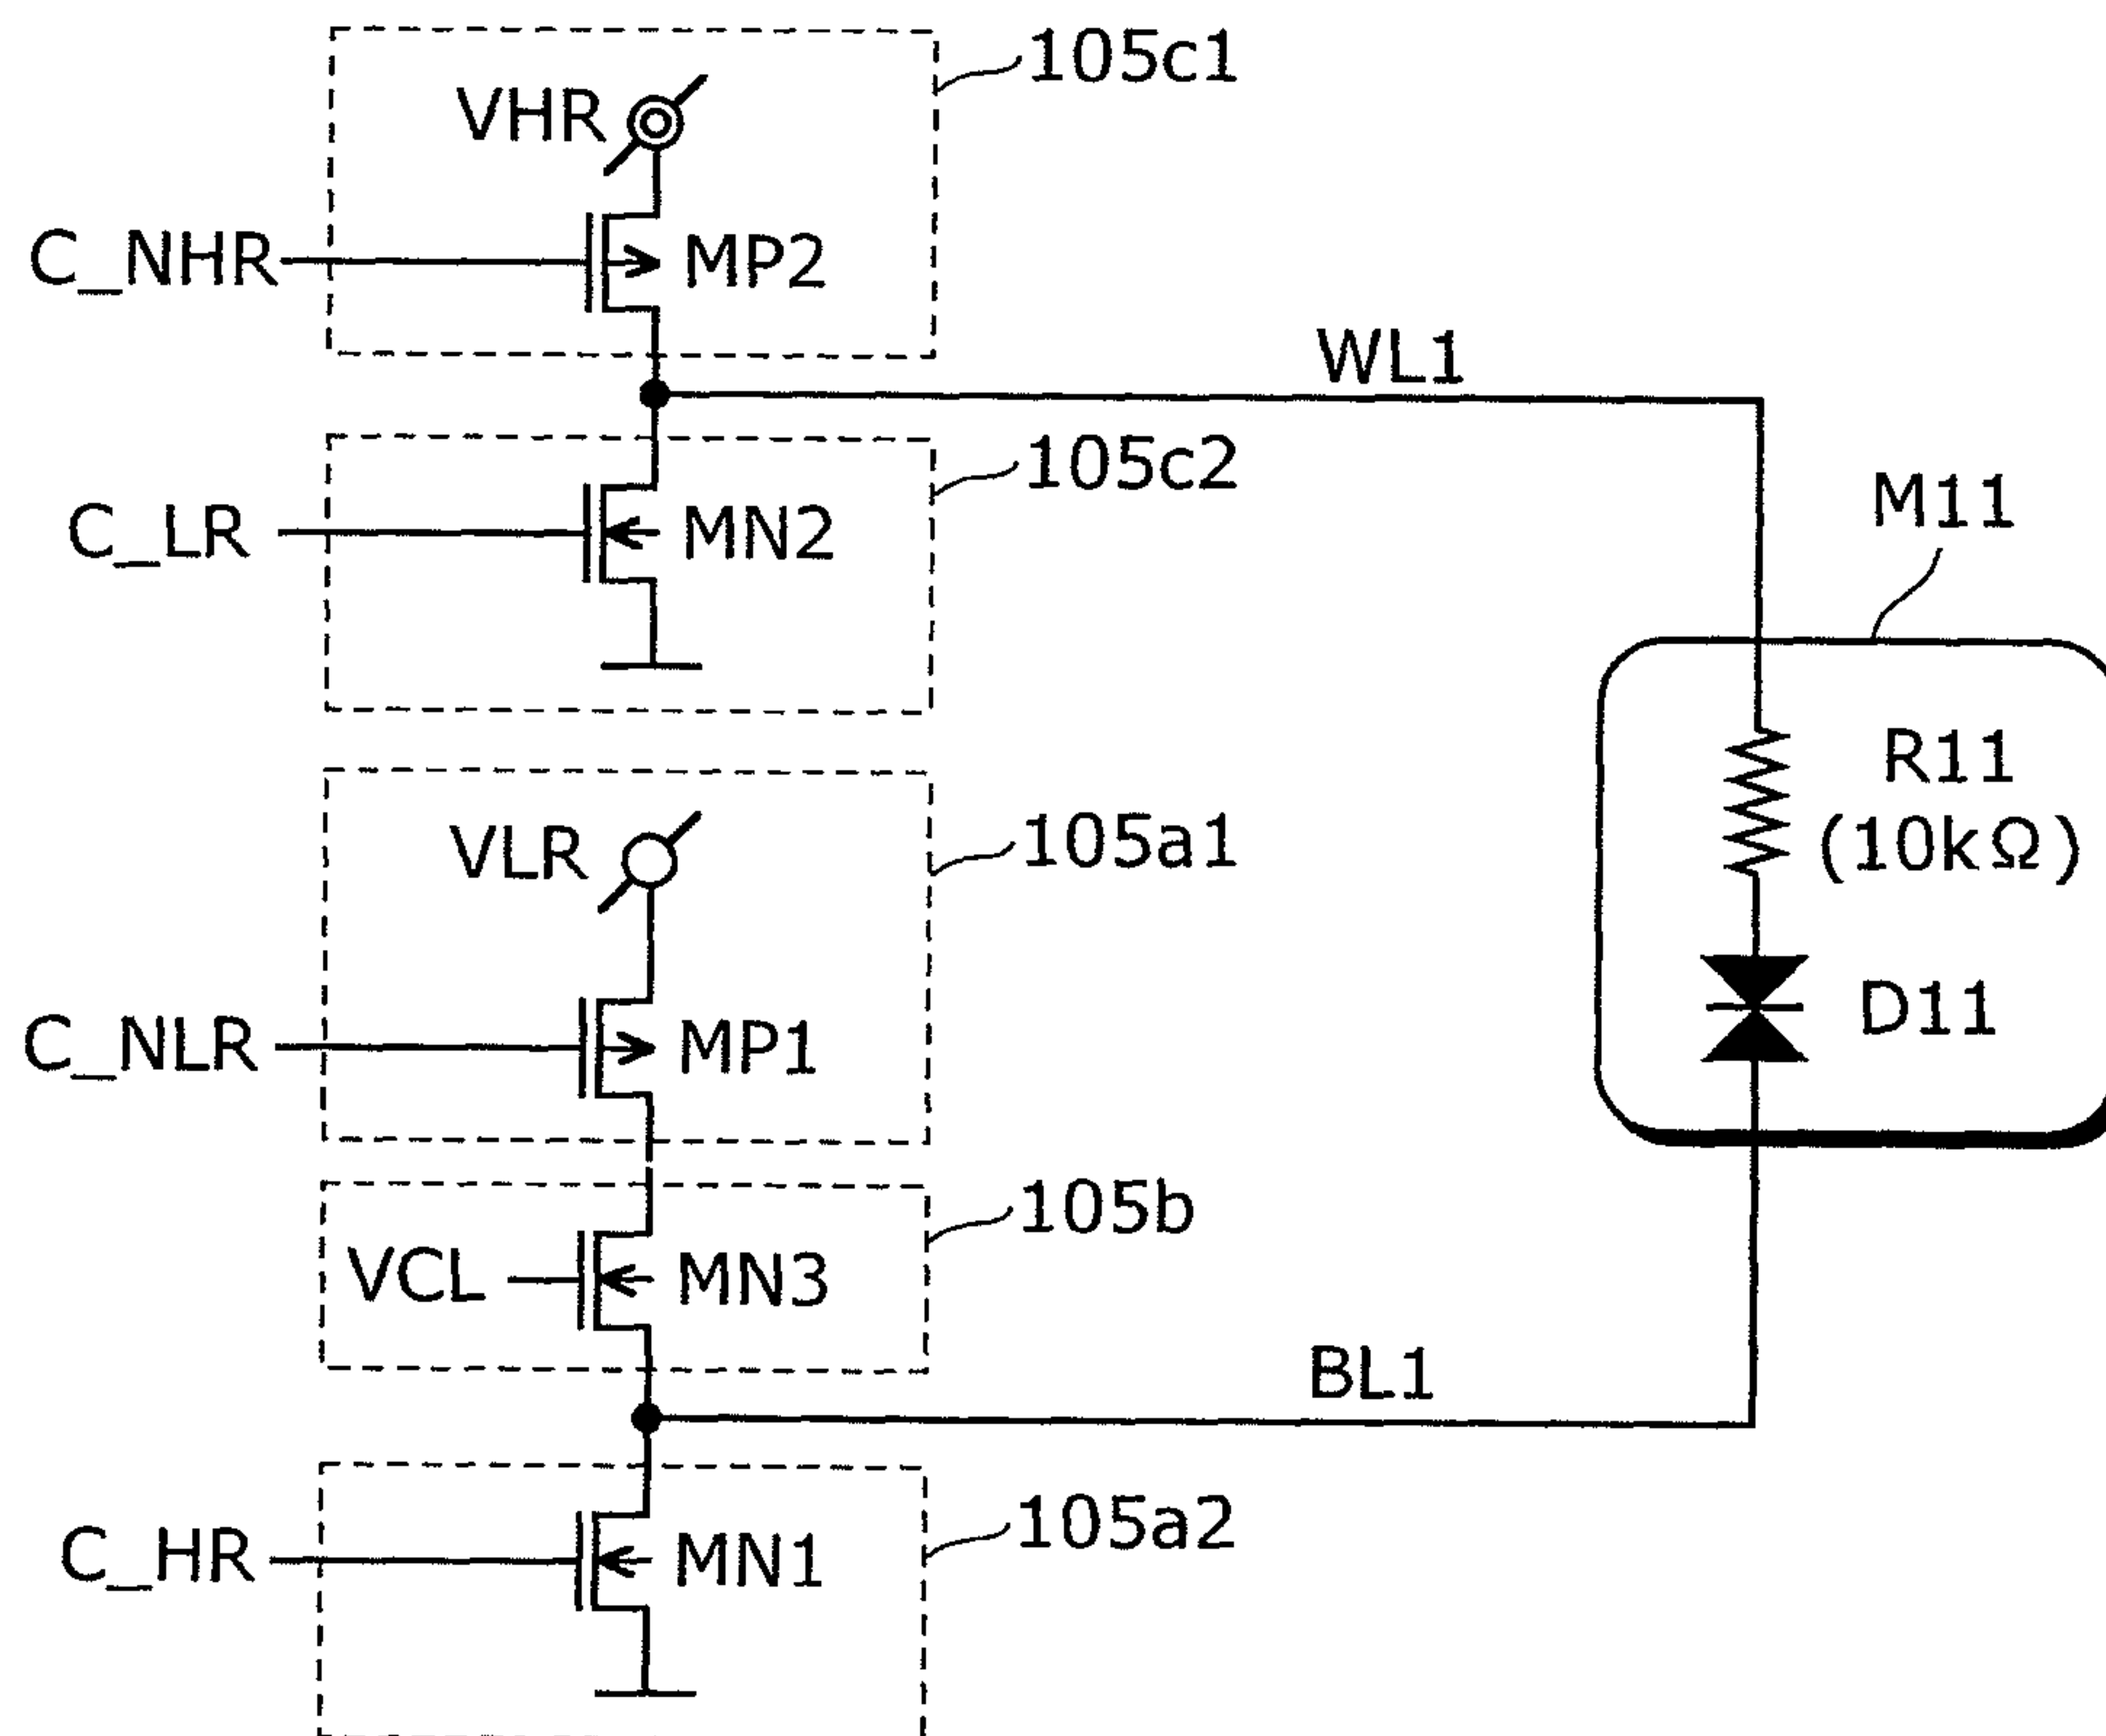 105c1
VHR
C_NHR
MP2
WL1
105c2
C_LR
MN2
M11
R11
(10kΩ)
D11
105a1
VLR
C_NLR
MP1
105b
VCL
MN3
BL1
105a2
C_HR
MN1